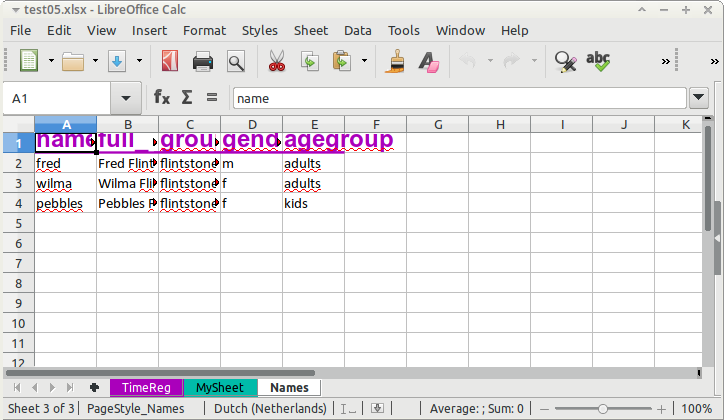 test05.xlsx - LibreOffice Calc
File Edit View Insert Format Styles Sheet Data Tools Window Help
abc
A1 fx Σ = name
A B C D E F G H I J K
1 name full_ grou gend agegroup
2 fred Fred Flint flintstone m adults
3 wilma Wilma Fli flintstone f adults
4 pebbles Pebbles flintstone f kids
5
6
7
8
9
10
11
12
TimeReg MySheet Names
Sheet 3 of 3 PageStyle_Names Dutch (Netherlands) Average: ; Sum: 0 100%